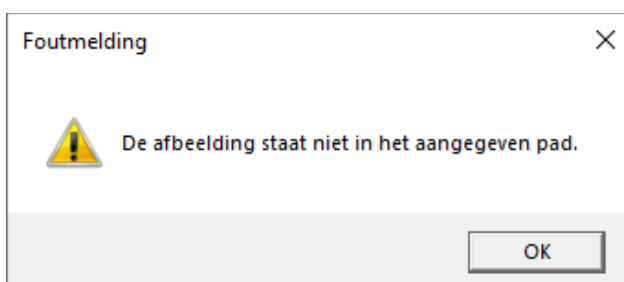 Foutmelding
De afbeelding staat niet in het aangegeven pad.
OK